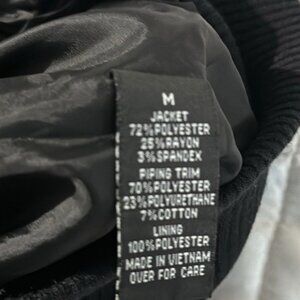 M
JACKET
72%POLYESTER
25%RAYON
3%SPANDEX
PIPING TRIM
70%POLYESTER
23%POLYURETHANE
7%COTTON
LINING
100%POLYESTER
MADE IN VIETNAM
OVER FOR CARE